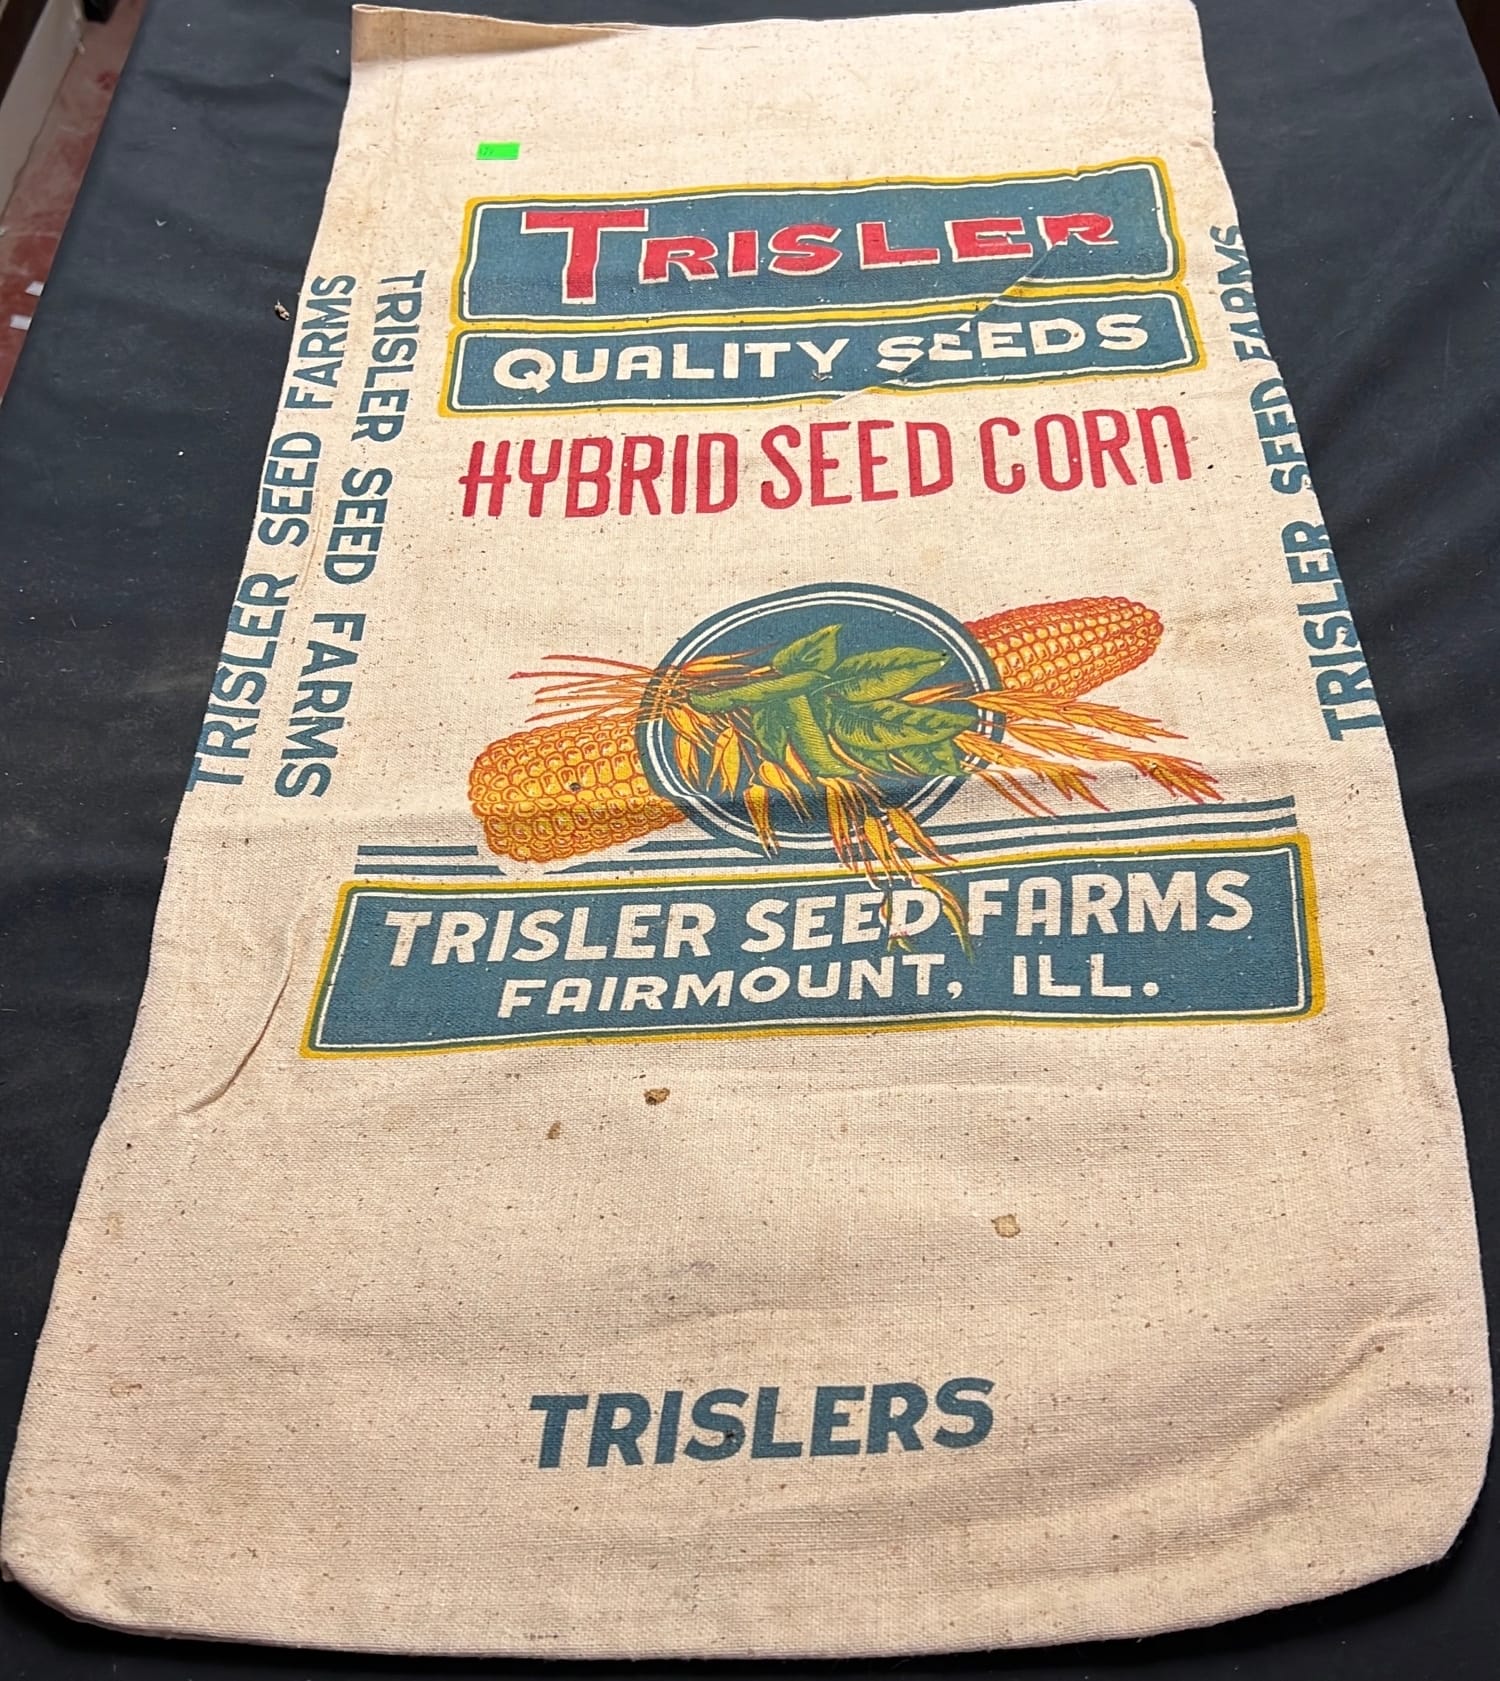 TRISLER
QUALITY SEEDS
HYBRID SEED CORN
TRISLER SEED FARMS
FAIRMOUNT, ILL.
TRISLERS
TRISLER SEED FARMS
TRISLER SEED FARMS
TRISLER SEED FARMS